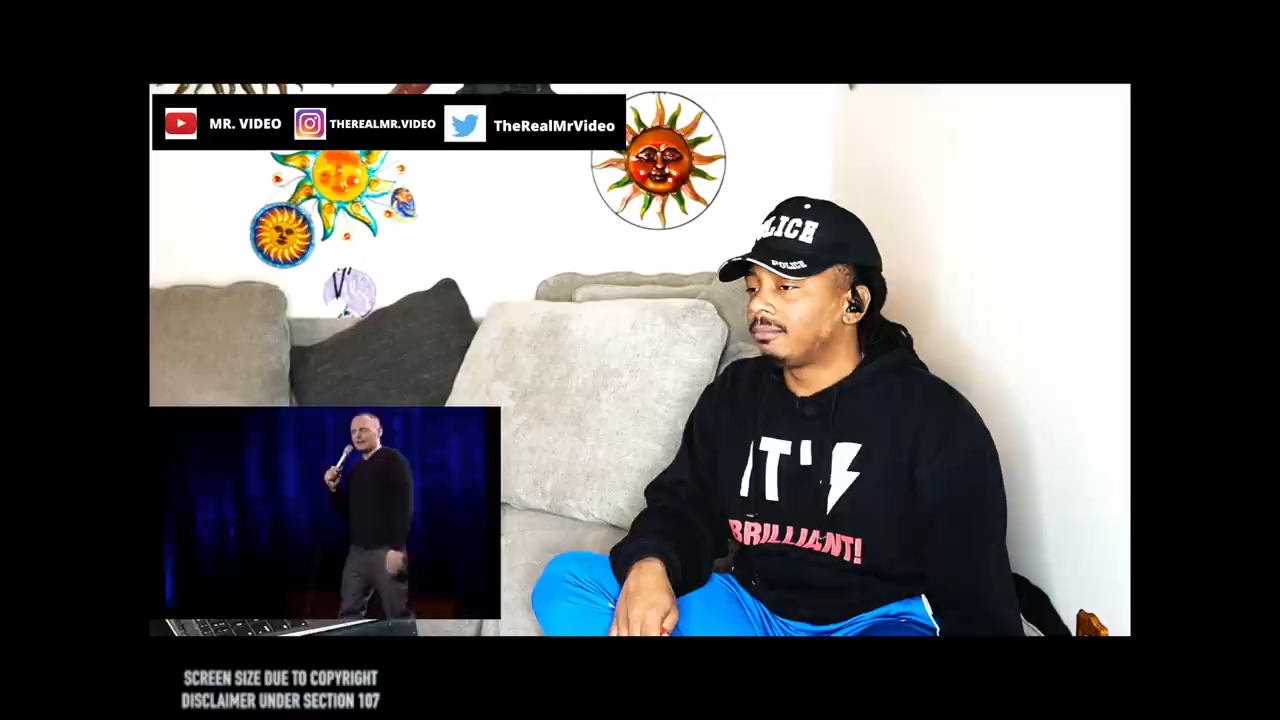 MR. VIDEO
THEREALMR.VIDEO
TheRealMrVideo
POLICE
IT'S
BRILLIANT!
SCREEN SIZE DUE TO COPYRIGHT
DISCLAIMER UNDER SECTION 107